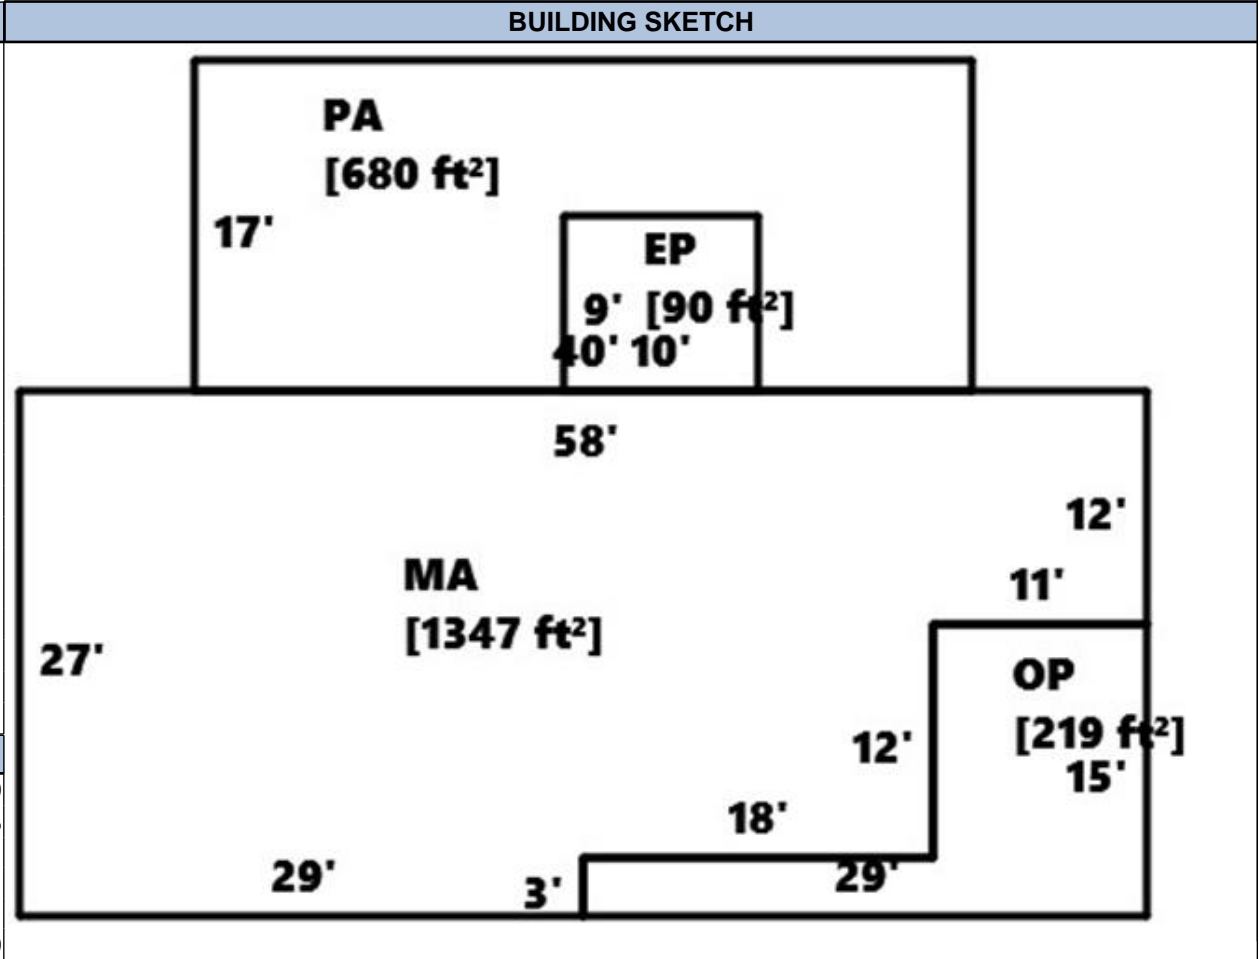 BUILDING SKETCH
PA
[680 ft²]
17'
EP
9' [90 ft²]
40' 10'
58'
12'
11'
MA
[1347 ft²]
27'
OP
[219 ft²]
12'
15'
18'
29'
3'
29'